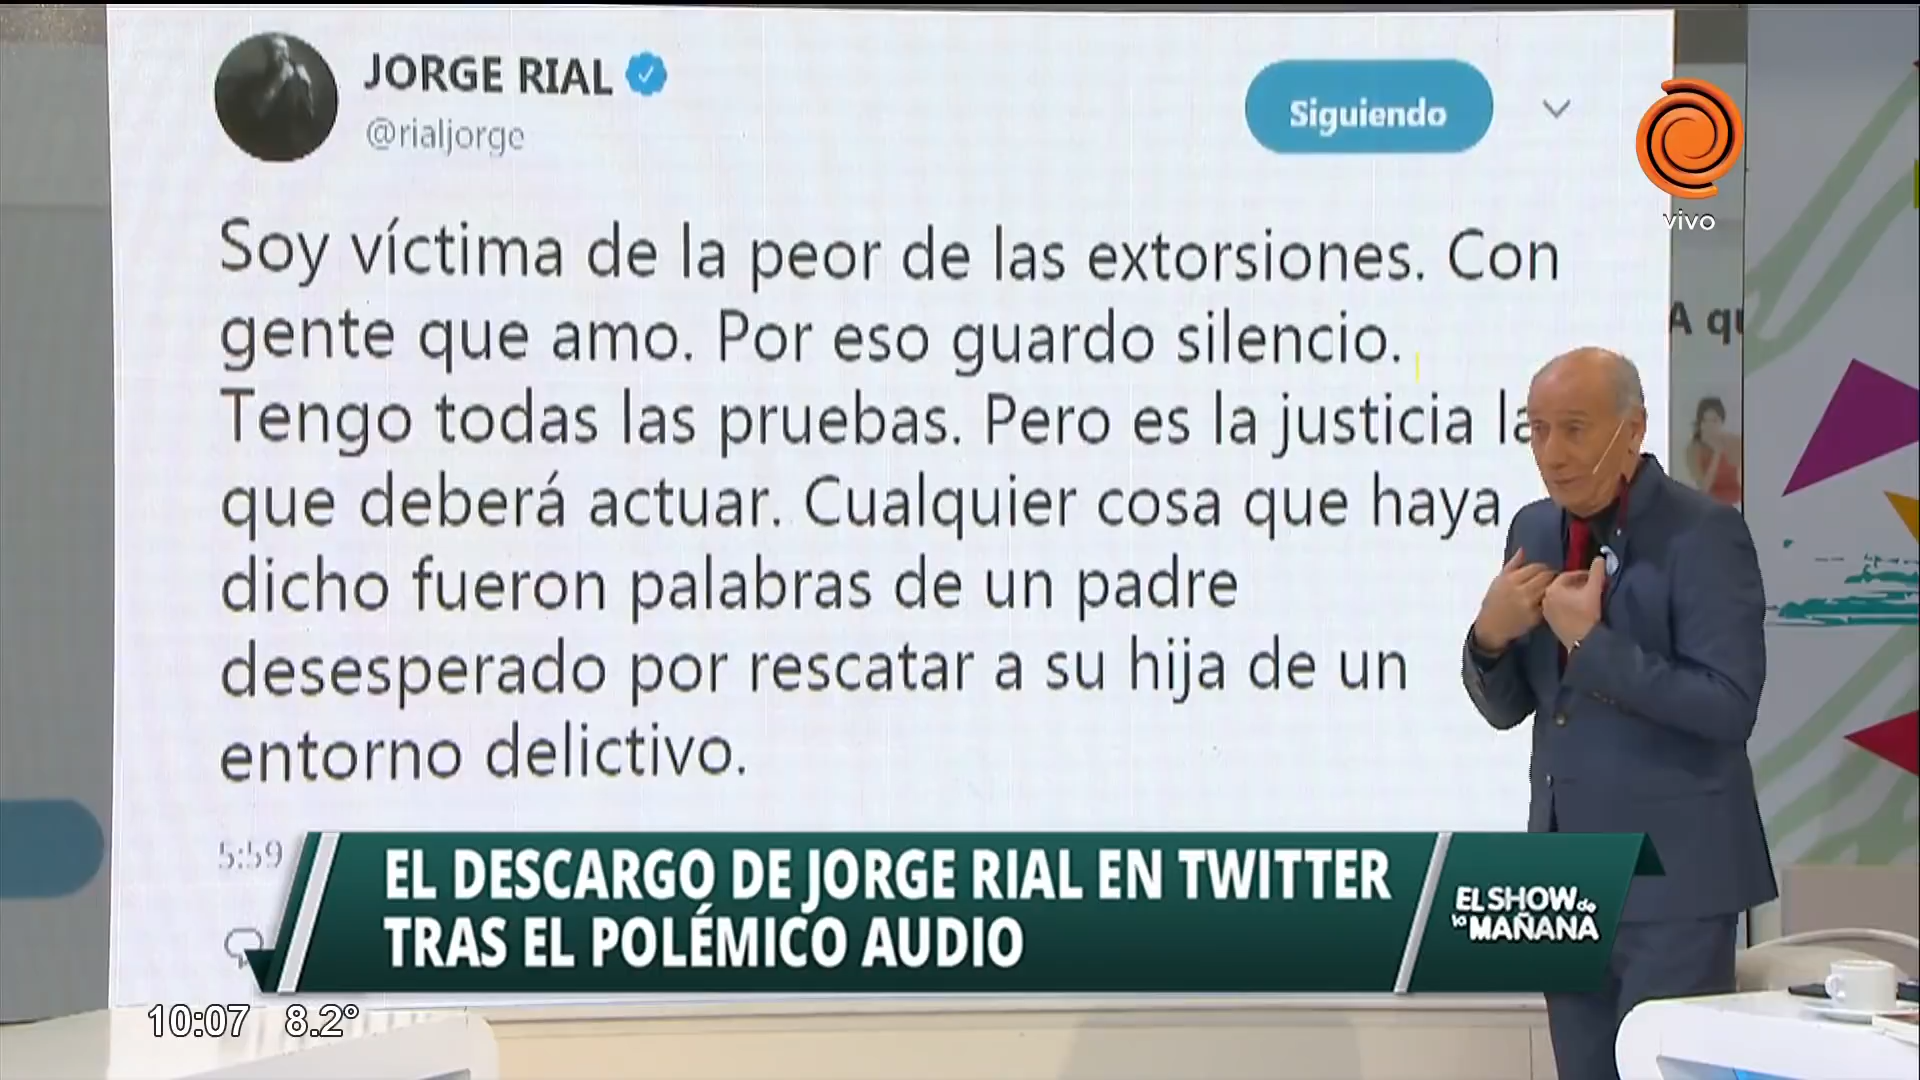 JORGE RIAL
@rialjorge
Siguiendo
vivo
Soy víctima de la peor de las extorsiones. Con
gente que amo. Por eso guardo silencio.
A qu
Tengo todas las pruebas. Pero es la justicia la
que deberá actuar. Cualquier cosa que haya
dicho fueron palabras de un padre
desesperado por rescatar a su hija de un
entorno delictivo.
5:59
EL DESCARGO DE JORGE RIAL EN TWITTER
TRAS EL POLÉMICO AUDIO
EL SHOW de
la MAÑANA
10:07 8.2°